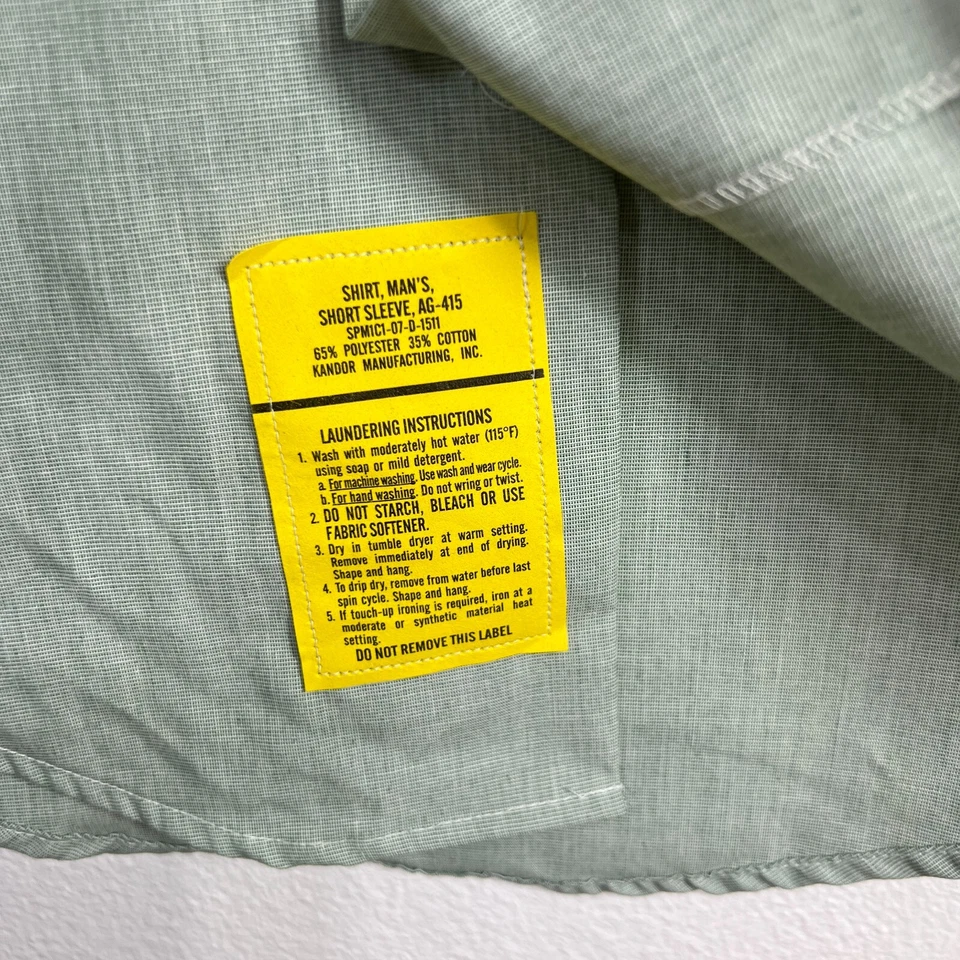 SHIRT, MAN'S,
SHORT SLEEVE, AG-415
SPM1C1-07-D-1511
65% POLYESTER 35% COTTON
KANDOR MANUFACTURING, INC.
LAUNDERING INSTRUCTIONS
1. Wash with moderately hot water (115°F)
using soap or mild detergent.
a. For machine washing. Use wash and wear cycle.
b. For hand washing. Do not wring or twist.
2. DO NOT STARCH, BLEACH OR USE
FABRIC SOFTENER.
3. Dry in tumble dryer at warm setting.
Remove immediately at end of drying.
Shape and hang.
4. To drip dry, remove from water before last
spin cycle. Shape and hang.
5. If touch-up ironing is required, iron at a
moderate or synthetic material heat
setting.
DO NOT REMOVE THIS LABEL